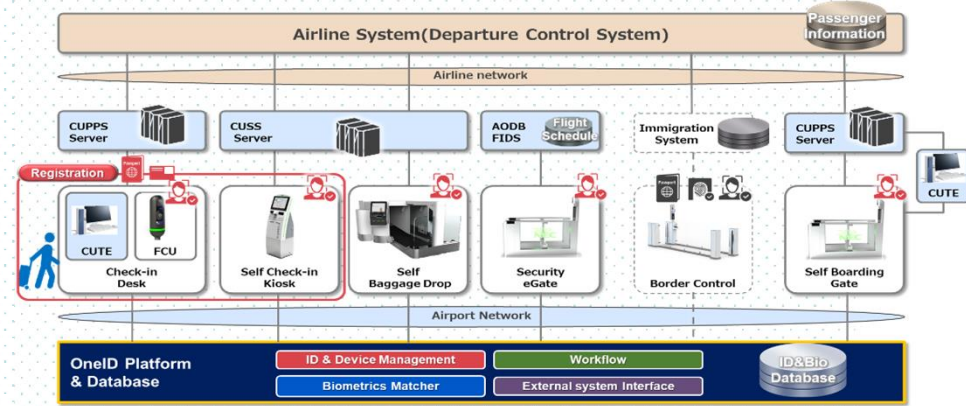 Airline System(Departure Control System)
Passenger
Information
Airline network
CUPPS
Server
CUSS
Server
AODB
FIDS
Flight
Schedule
Immigration
System
CUPPS
Server
CUTE
Registration
Passport
CUTE
FCU
Check-in
Desk
Self Check-in
Kiosk
Self
Baggage Drop
Security
eGate
Passport
Border Control
Self Boarding
Gate
Airport Network
OneID Platform
& Database
ID & Device Management
Workflow
Biometrics Matcher
External system Interface
ID&Bio
Database